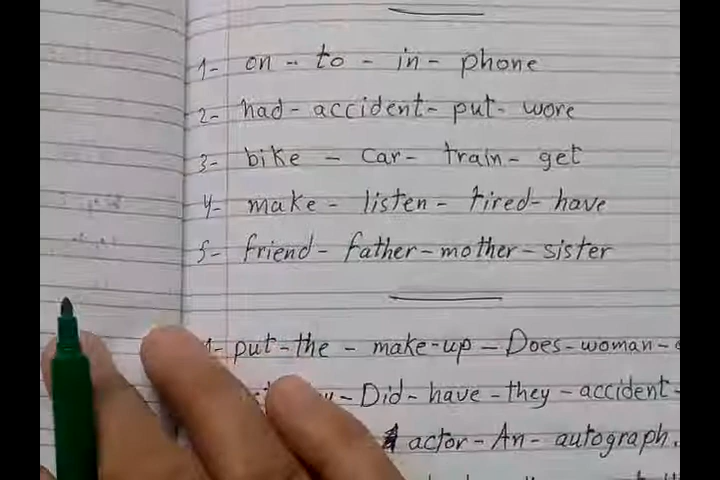 1- on - to - in - phone
2- had - accident - put - wore
3- bike - car - train - get
4- make - listen - tired - have
5- friend - father - mother - sister
1- put - the - make-up - Does - woman -
Did - have - they - accident -
actor - An - autograph.